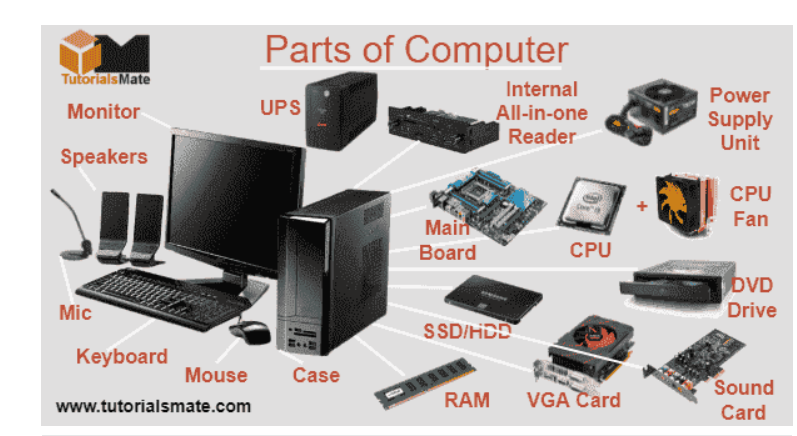 Parts of Computer
TutorialsMate
Monitor
UPS
Internal
All-in-one
Reader
Power
Supply
Unit
Speakers
Main
Board
CPU
+
CPU
Fan
Mic
Keyboard
Mouse
Case
SSD/HDD
DVD
Drive
RAM
VGA Card
Sound
Card
www.tutorialsmate.com